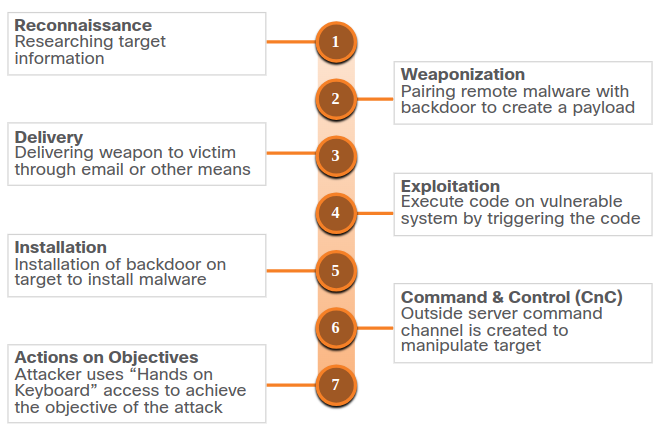 Reconnaissance
Researching target
information
1
Weaponization
Pairing remote malware with
backdoor to create a payload
2
Delivery
Delivering weapon to victim
through email or other means
3
Exploitation
Execute code on vulnerable
system by triggering the code
4
Installation
Installation of backdoor on
target to install malware
5
Command & Control (CnC)
Outside server command
channel is created to
manipulate target
6
Actions on Objectives
Attacker uses “Hands on
Keyboard” access to achieve
the objective of the attack
7